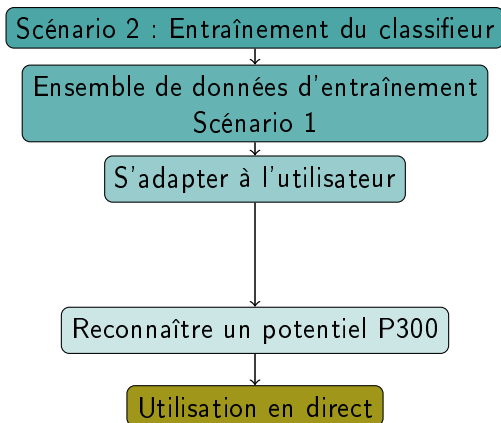 Scénario 2 : Entraînement du classifieur
Ensemble de données d'entraînement
Scénario 1
S'adapter à l'utilisateur
Reconnaître un potentiel P300
Utilisation en direct